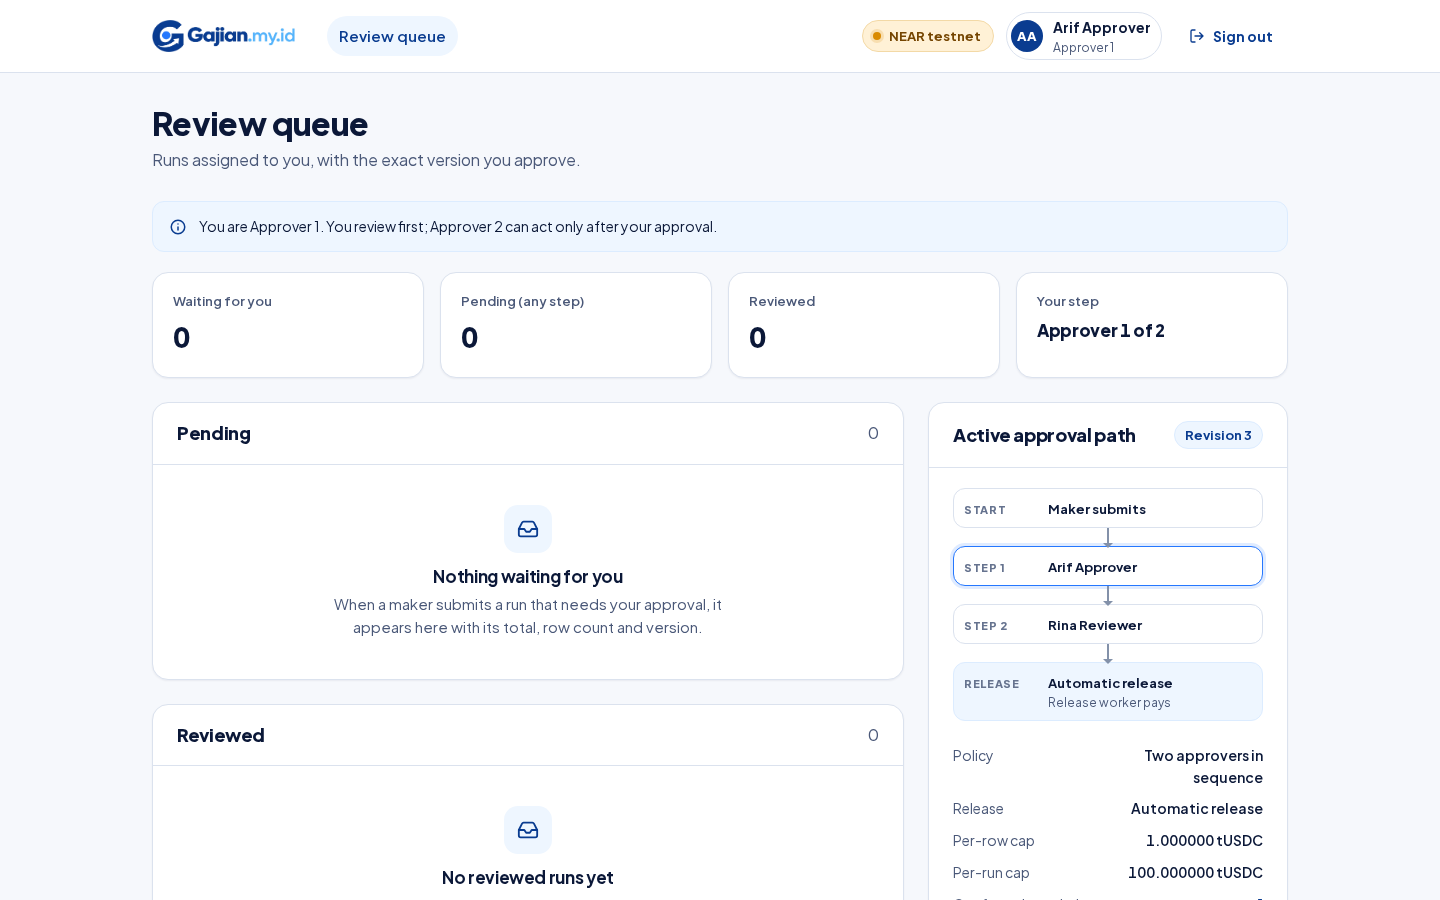 Gajian.my.id
Review queue
NEAR testnet
AA
Arif Approver
Approver 1
Sign out
Review queue
Runs assigned to you, with the exact version you approve.
You are Approver 1. You review first; Approver 2 can act only after your approval.
Waiting for you
0
Pending (any step)
0
Reviewed
0
Your step
Approver 1 of 2
Pending
0
Nothing waiting for you
When a maker submits a run that needs your approval, it
appears here with its total, row count and version.
Reviewed
0
No reviewed runs yet
Active approval path
Revision 3
START
Maker submits
STEP 1
Arif Approver
STEP 2
Rina Reviewer
RELEASE
Automatic release
Release worker pays
Policy
Two approvers in
sequence
Release
Automatic release
Per-row cap
1.000000 tUSDC
Per-run cap
100.000000 tUSDC